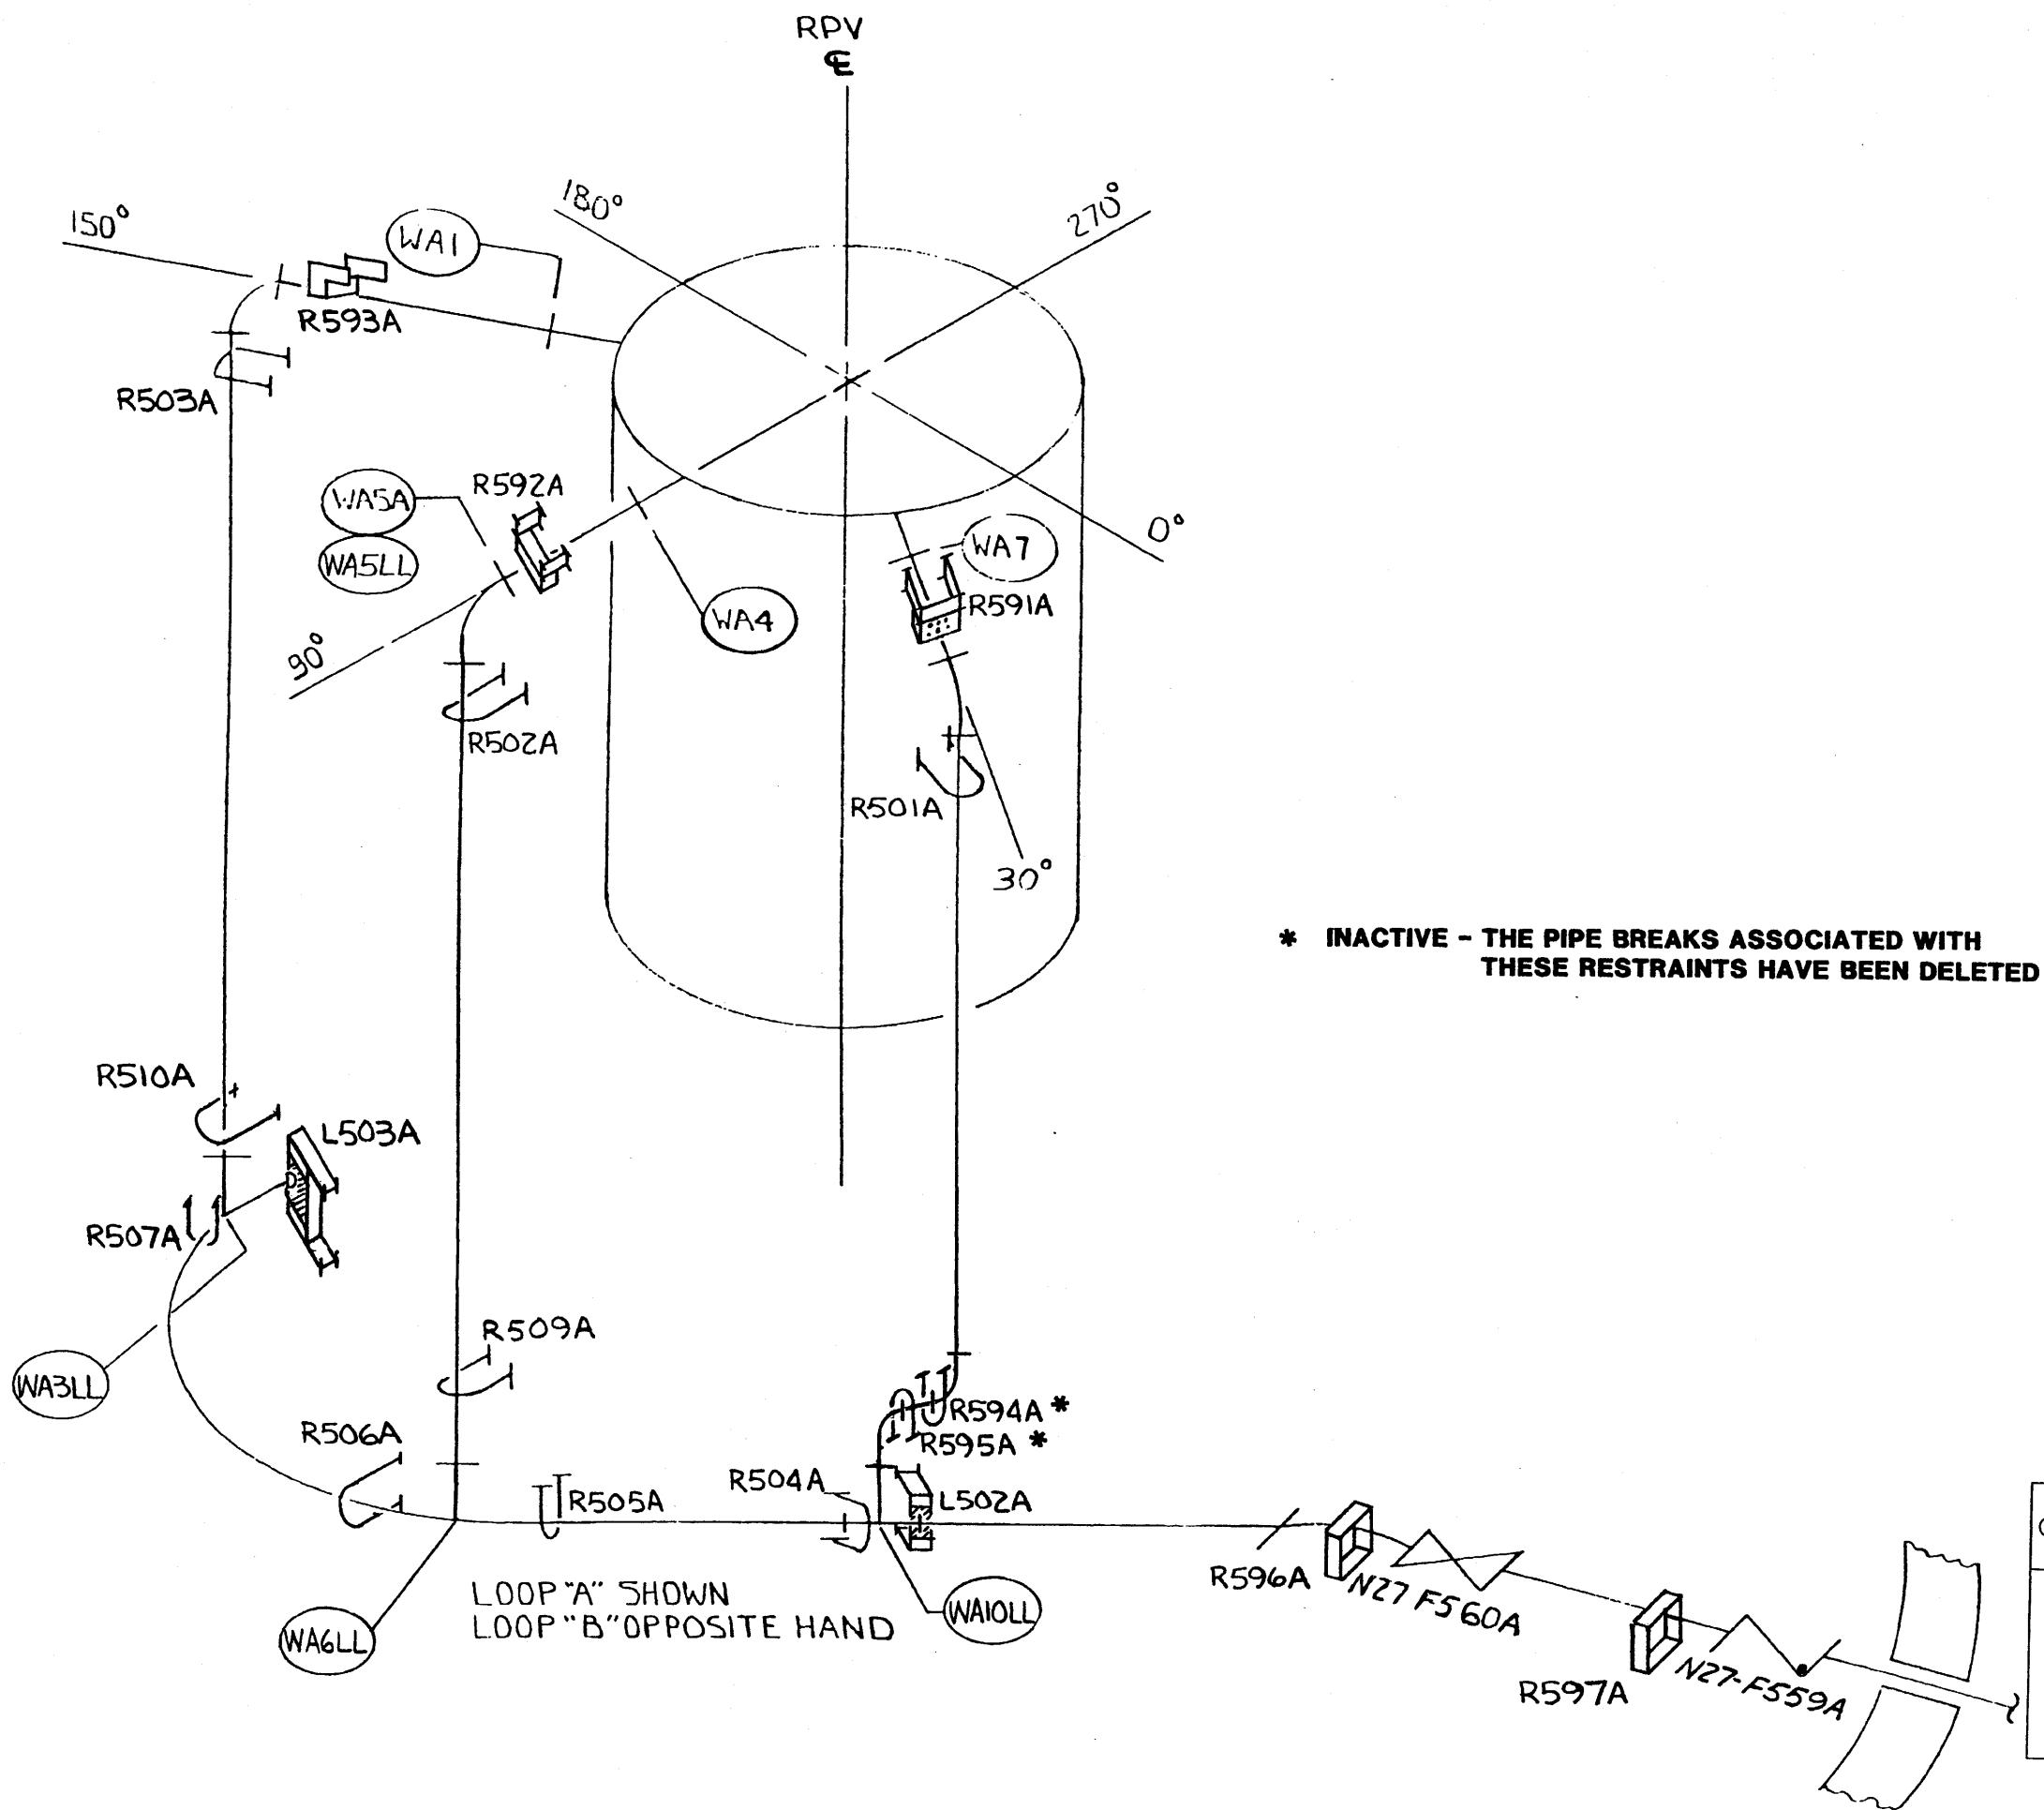 RPV
℄
150°
WA1
180°
270°
R593A
R503A
WA5A
R592A
WA5LL
WA4
WA7
0°
R591A
90°
R502A
R501A
30°
* INACTIVE - THE PIPE BREAKS ASSOCIATED WITH
THESE RESTRAINTS HAVE BEEN DELETED
R510A
L503A
R507A
WA3LL
R509A
R506A
R594A *
R595A *
R505A
R504A
L502A
R596A
N27 F560A
LOOP "A" SHOWN
LOOP "B" OPPOSITE HAND
WA10LL
WA6LL
R597A
N27-F559A